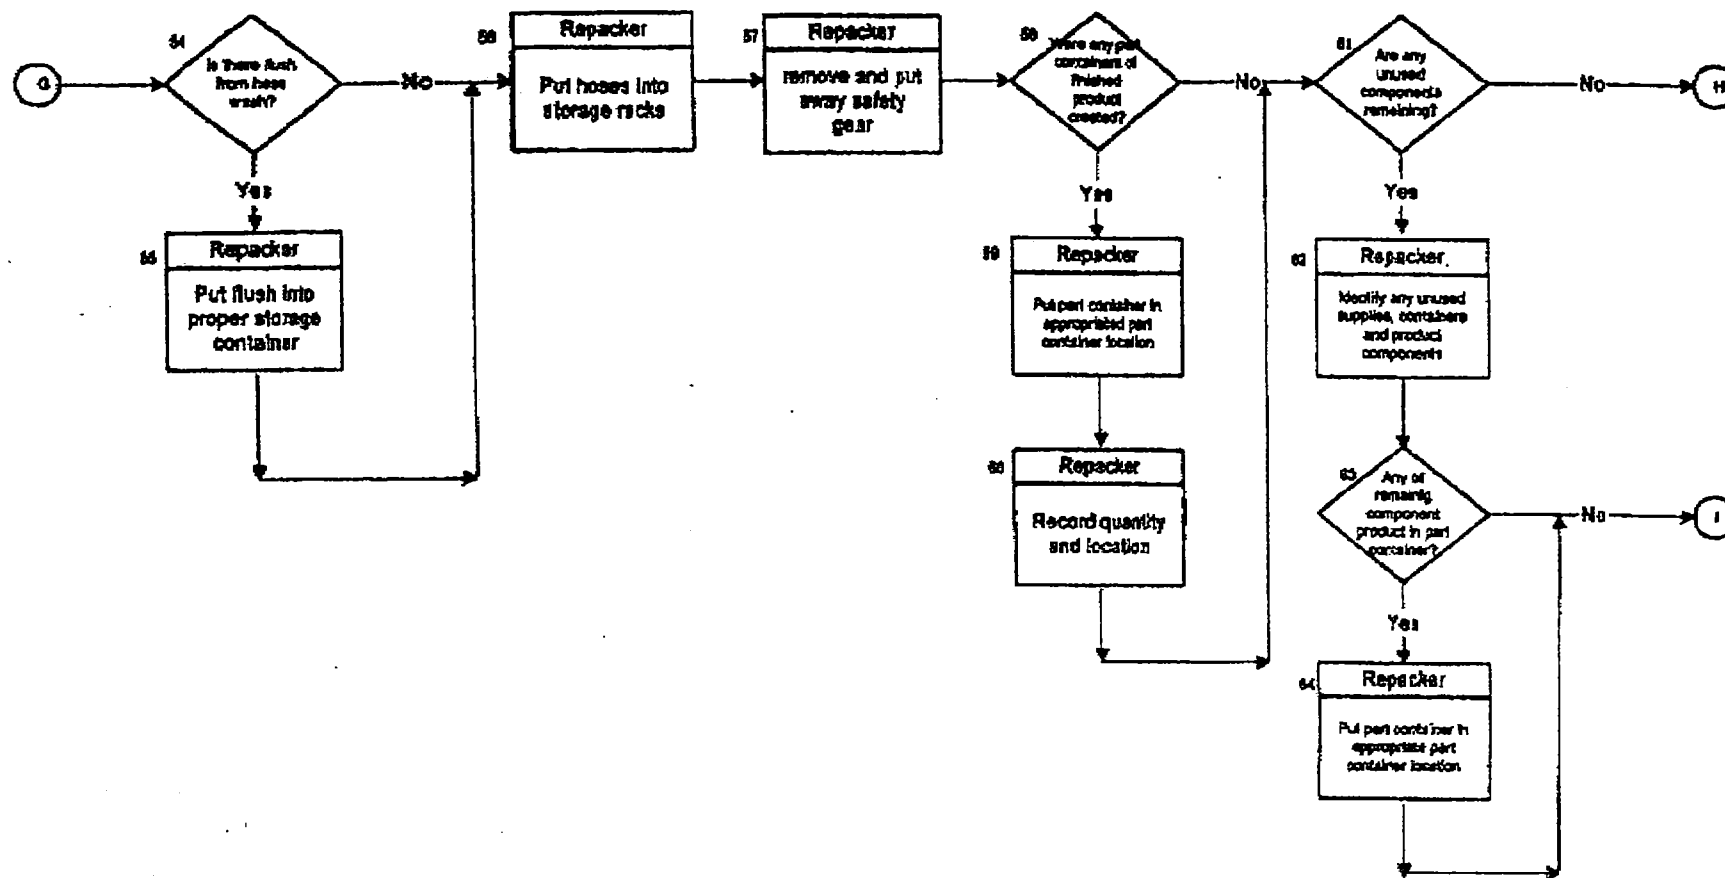 G
54
Is there flush
from hose
wash?
No
Yes
55
Repacker
Put flush into
proper storage
container
56
Repacker
Put hoses into
storage racks
57
Repacker
remove and put
away safety
gear
58
Were any part
containers of
finished
product
created?
No
Yes
59
Repacker
Put part container in
appropriated part
container location
60
Repacker
Record quantity
and location
61
Are any
unused
components
remaining?
No
H
Yes
62
Repacker
Identify any unused
supplies, containers
and product
components
63
Any of
remainig
component
product in part
container?
No
I
Yes
64
Repacker
Put part container in
appropriate part
container location